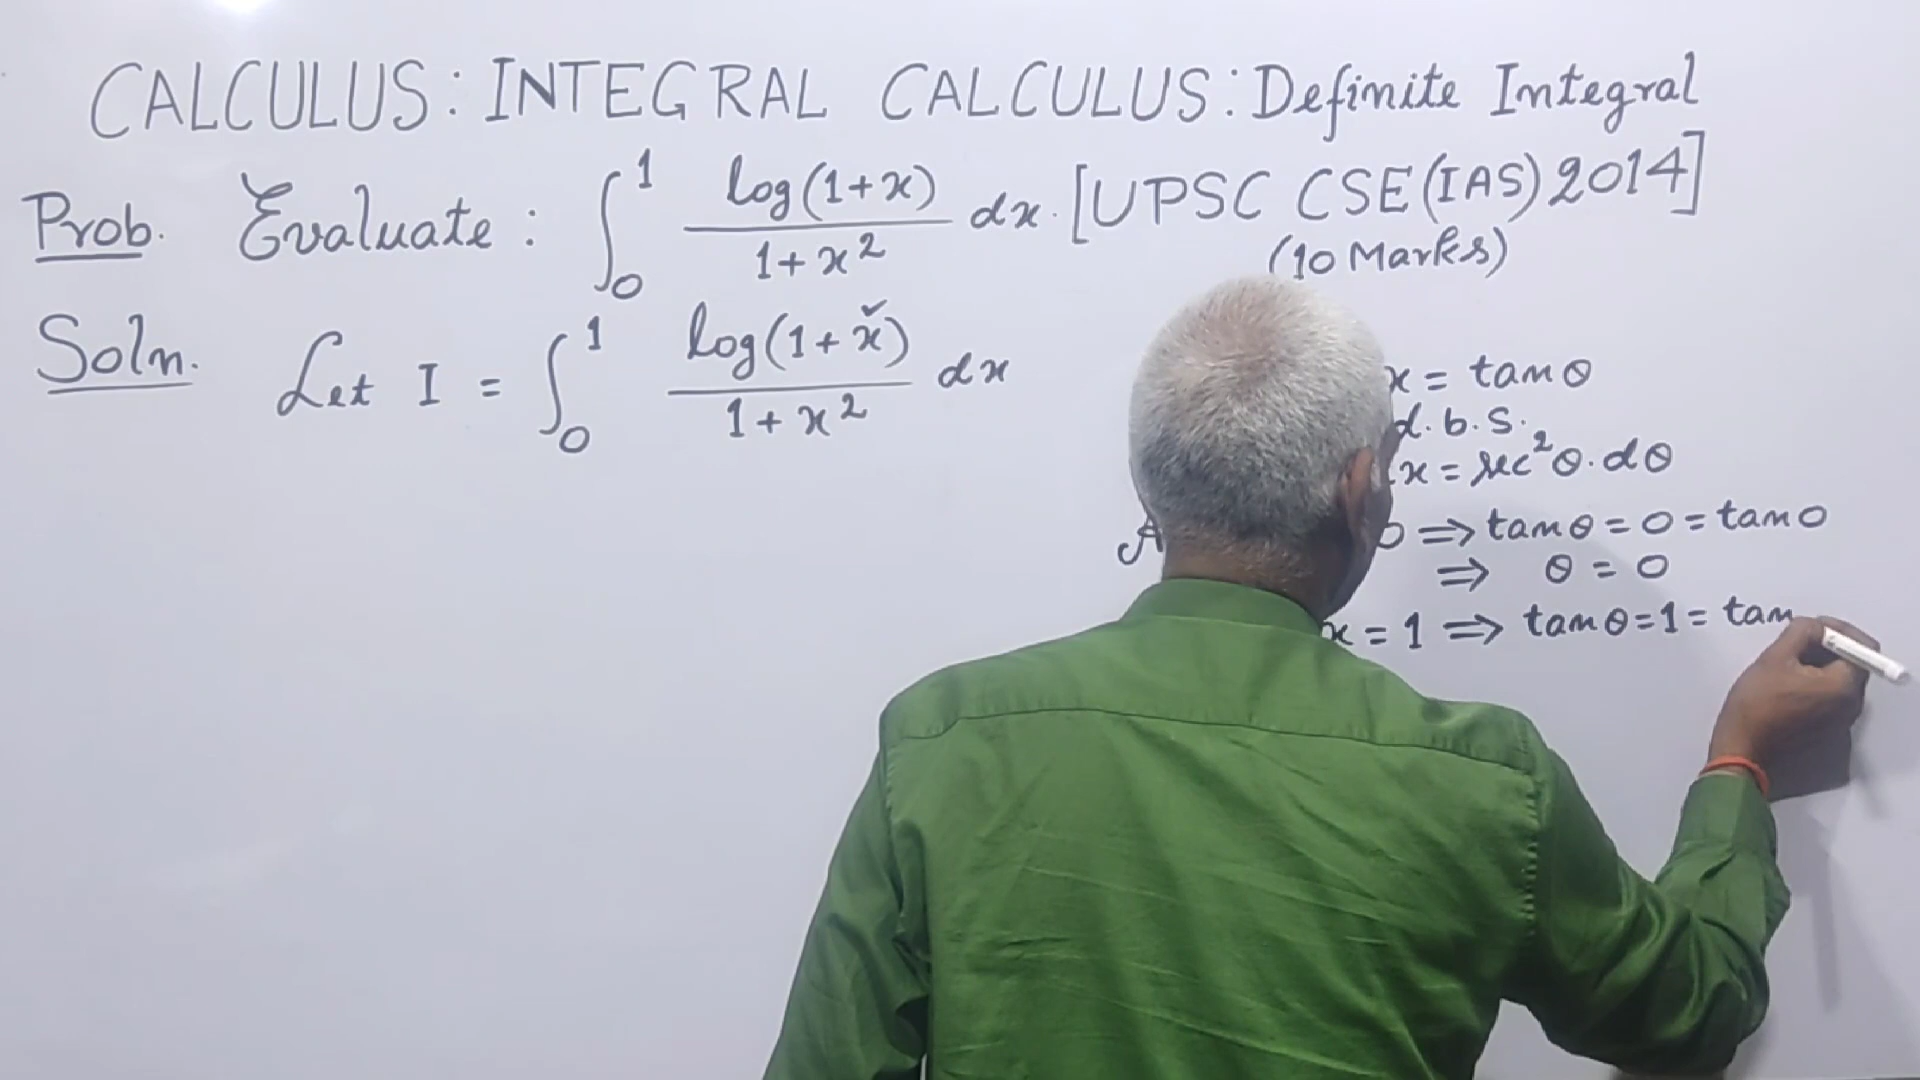 CALCULUS: INTEGRAL CALCULUS: Definite Integral
Prob. Evaluate: ∫₀¹ log(1+x)/(1+x²) dx. [UPSC CSE(IAS) 2014]
(10 Marks)
Soln. Let I = ∫₀¹ log(1+x)/(1+x²) dx
x = tanθ
d.b.s.
x = sec²θ.dθ
0 ⇒ tanθ = 0 = tan0
⇒ θ = 0
x = 1 ⇒ tanθ = 1 = tan